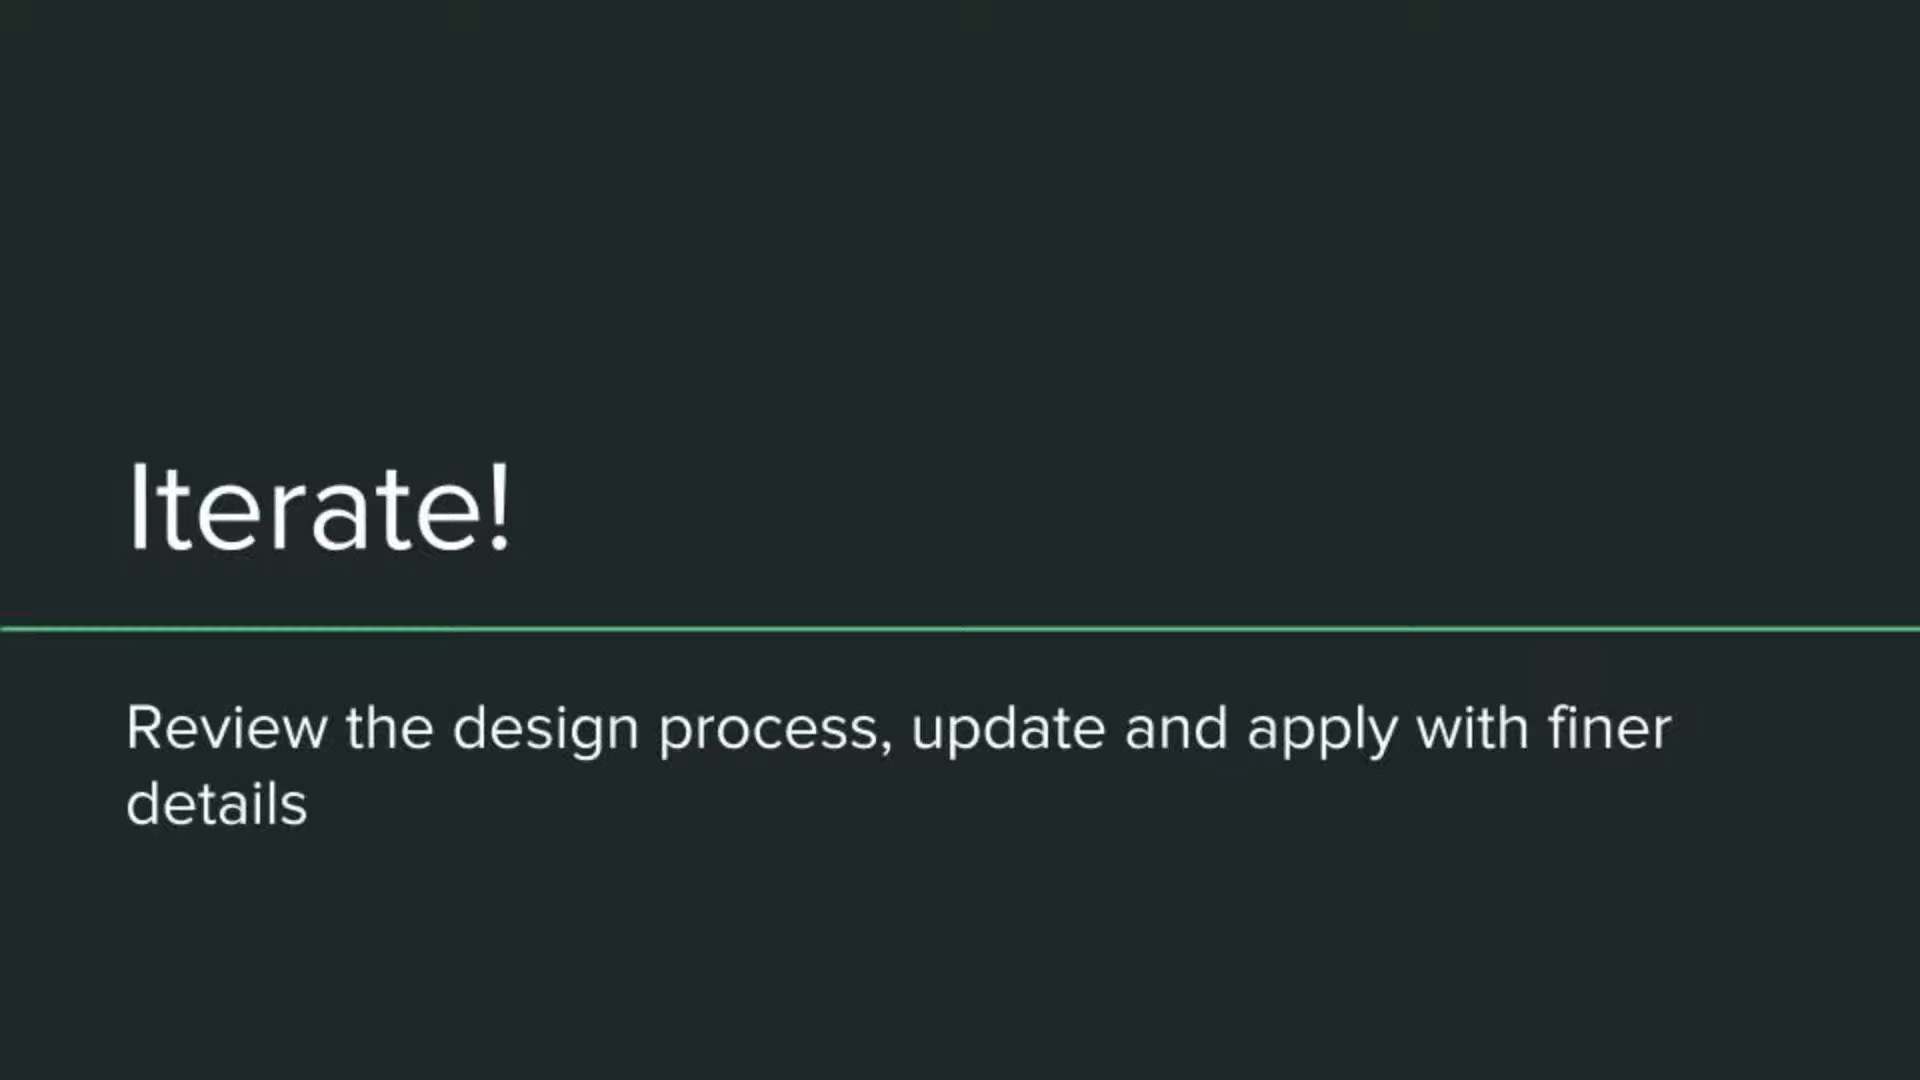 Iterate!
Review the design process, update and apply with finer
details